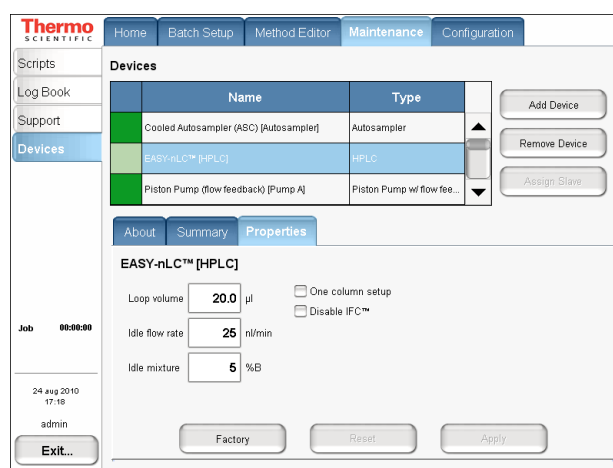 Thermo
SCIENTIFIC
Home Batch Setup Method Editor Maintenance Configuration
Scripts
Log Book
Support
Devices
Devices
Name Type
Cooled Autosampler (ASC) [Autosampler] Autosampler
EASY-nLC™ [HPLC] HPLC
Piston Pump (flow feedback) [Pump A] Piston Pump w/ flow fee...
Add Device
Remove Device
Assign Slave
About Summary Properties
EASY-nLC™ [HPLC]
Loop volume 20.0 µl
One column setup
Disable IFC™
Idle flow rate 25 nl/min
Idle mixture 5 %B
Job 00:00:00
24 aug 2010
17:18
admin
Exit...
Factory Reset Apply